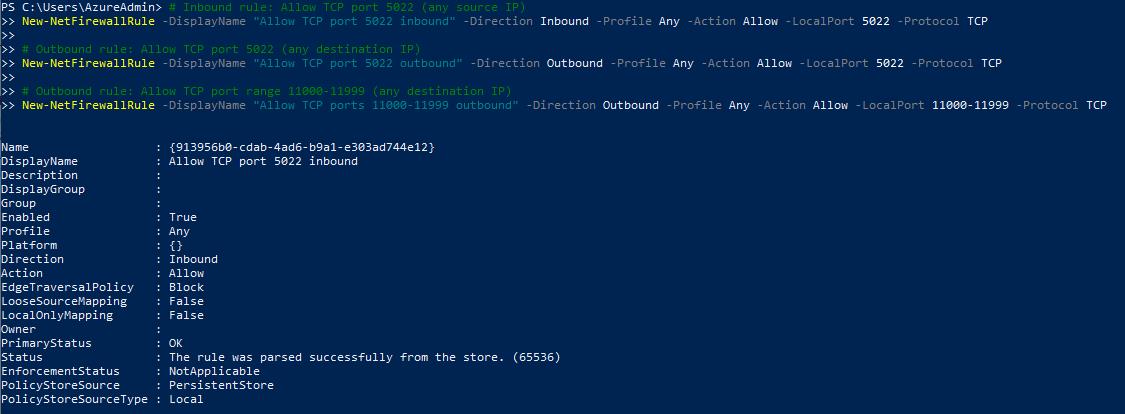 PS C:\Users\AzureAdmin> # Inbound rule: Allow TCP port 5022 (any source IP)
>> New-NetFirewallRule -DisplayName "Allow TCP port 5022 inbound" -Direction Inbound -Profile Any -Action Allow -LocalPort 5022 -Protocol TCP
>>
>> # Outbound rule: Allow TCP port 5022 (any destination IP)
>> New-NetFirewallRule -DisplayName "Allow TCP port 5022 outbound" -Direction Outbound -Profile Any -Action Allow -LocalPort 5022 -Protocol TCP
>>
>> # Outbound rule: Allow TCP port range 11000-11999 (any destination IP)
>> New-NetFirewallRule -DisplayName "Allow TCP ports 11000-11999 outbound" -Direction Outbound -Profile Any -Action Allow -LocalPort 11000-11999 -Protocol TCP
Name : {913956b0-cdab-4ad6-b9a1-e303ad744e12}
DisplayName : Allow TCP port 5022 inbound
Description :
DisplayGroup :
Group :
Enabled : True
Profile : Any
Platform : {}
Direction : Inbound
Action : Allow
EdgeTraversalPolicy : Block
LooseSourceMapping : False
LocalOnlyMapping : False
Owner :
PrimaryStatus : OK
Status : The rule was parsed successfully from the store. (65536)
EnforcementStatus : NotApplicable
PolicyStoreSource : PersistentStore
PolicyStoreSourceType : Local